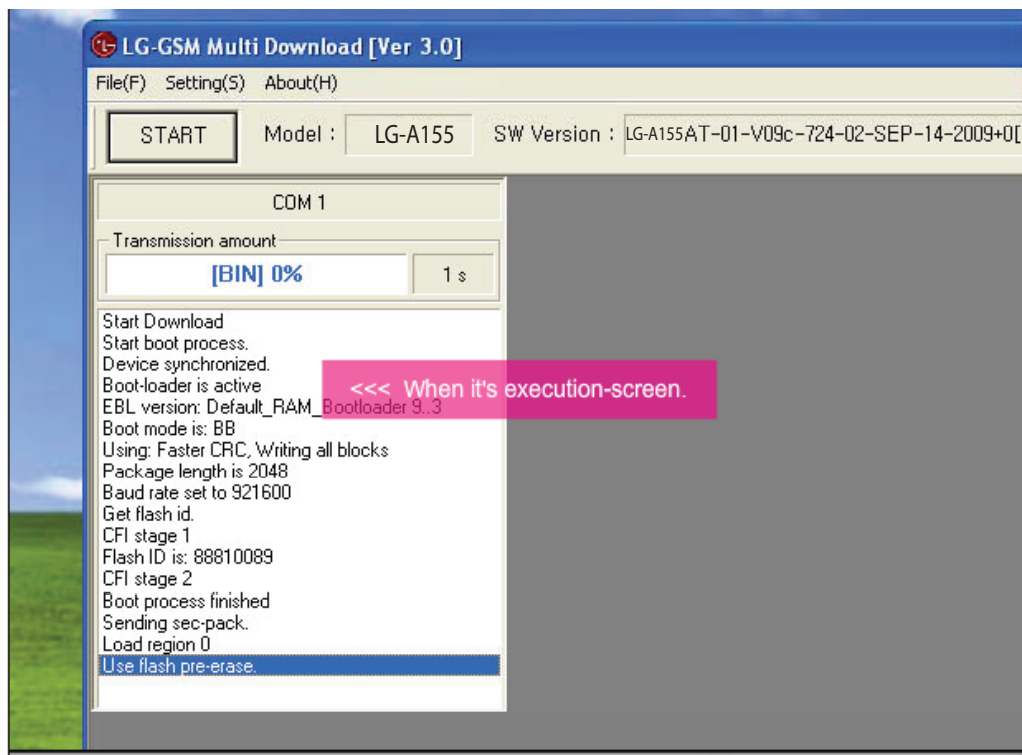 LG-GSM Multi Download [Ver 3.0]
File(F) Setting(S) About(H)
START Model : LG-A155 SW Version : LG-A155AT-01-V09c-724-02-SEP-14-2009+0[
COM 1
Transmission amount
[BIN] 0% 1 s
Start Download
Start boot process.
Device synchronized.
Boot-loader is active
<<< When it's execution-screen.
EBL version: Default_RAM_Bootloader 9..3
Boot mode is: BB
Using: Faster CRC, Writing all blocks
Package length is 2048
Baud rate set to 921600
Get flash id.
CFI stage 1
Flash ID is: 88810089
CFI stage 2
Boot process finished
Sending sec-pack.
Load region 0
Use flash pre-erase.